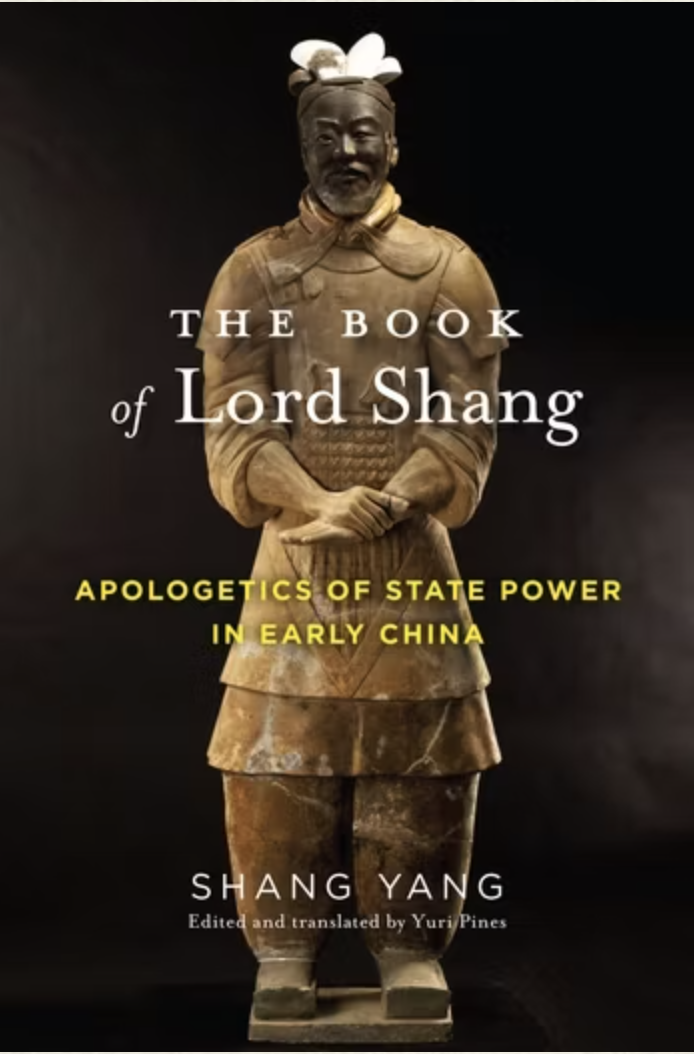 THE BOOK
of Lord Shang
APOLOGETICS OF STATE POWER
IN EARLY CHINA
SHANG YANG
Edited and translated by Yuri Pines